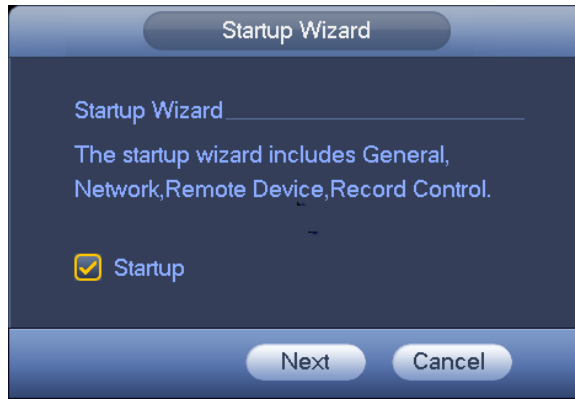 Startup Wizard
Startup Wizard
The startup wizard includes General,
Network,Remote Device,Record Control.
Startup
Next Cancel